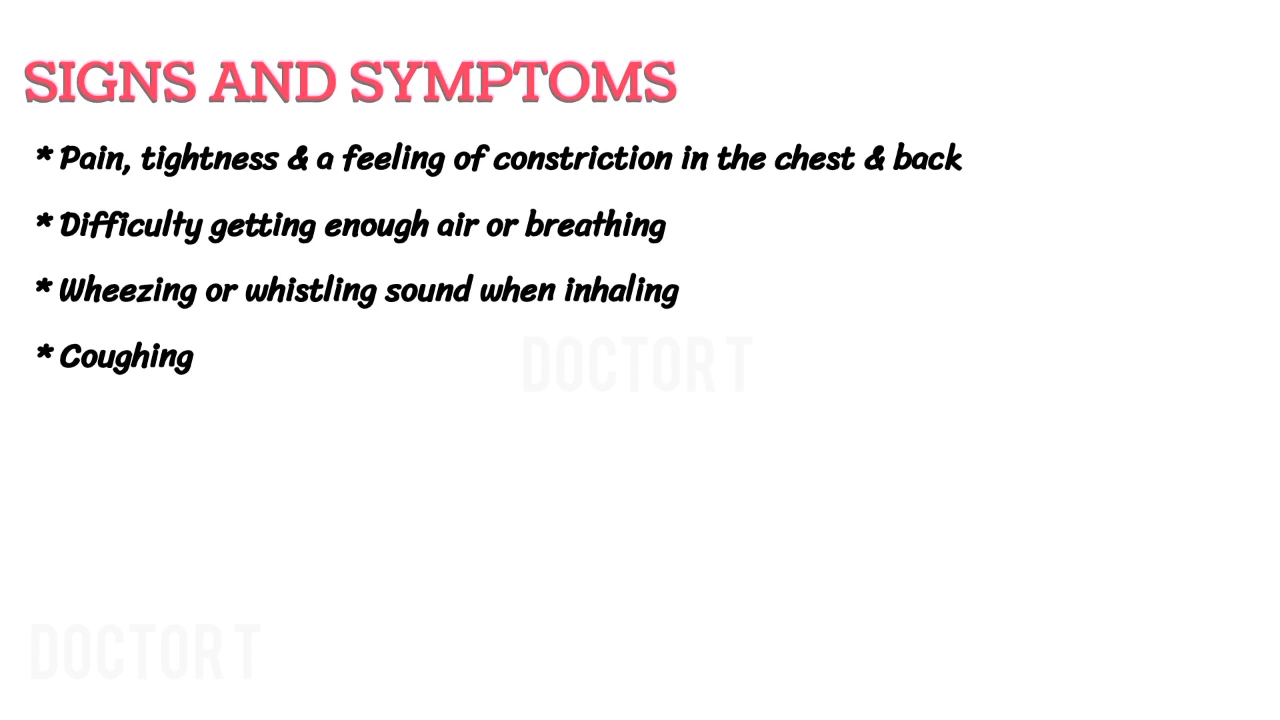 SIGNS AND SYMPTOMS
* Pain, tightness & a feeling of constriction in the chest & back
* Difficulty getting enough air or breathing
* Wheezing or whistling sound when inhaling
* Coughing
DOCTOR T
DOCTOR T